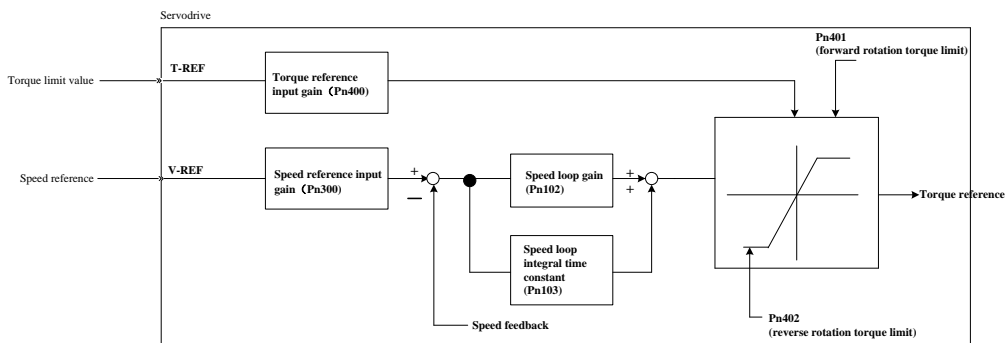 Servodrive
Pn401
(forward rotation torque limit)
T-REF
Torque limit value
Torque reference
input gain（Pn400）
V-REF
Speed reference
Speed reference input
gain（Pn300）
+
−
Speed loop gain
(Pn102)
+
+
Torque reference
Speed loop
integral time
constant
(Pn103)
Speed feedback
Pn402
(reverse rotation torque limit)